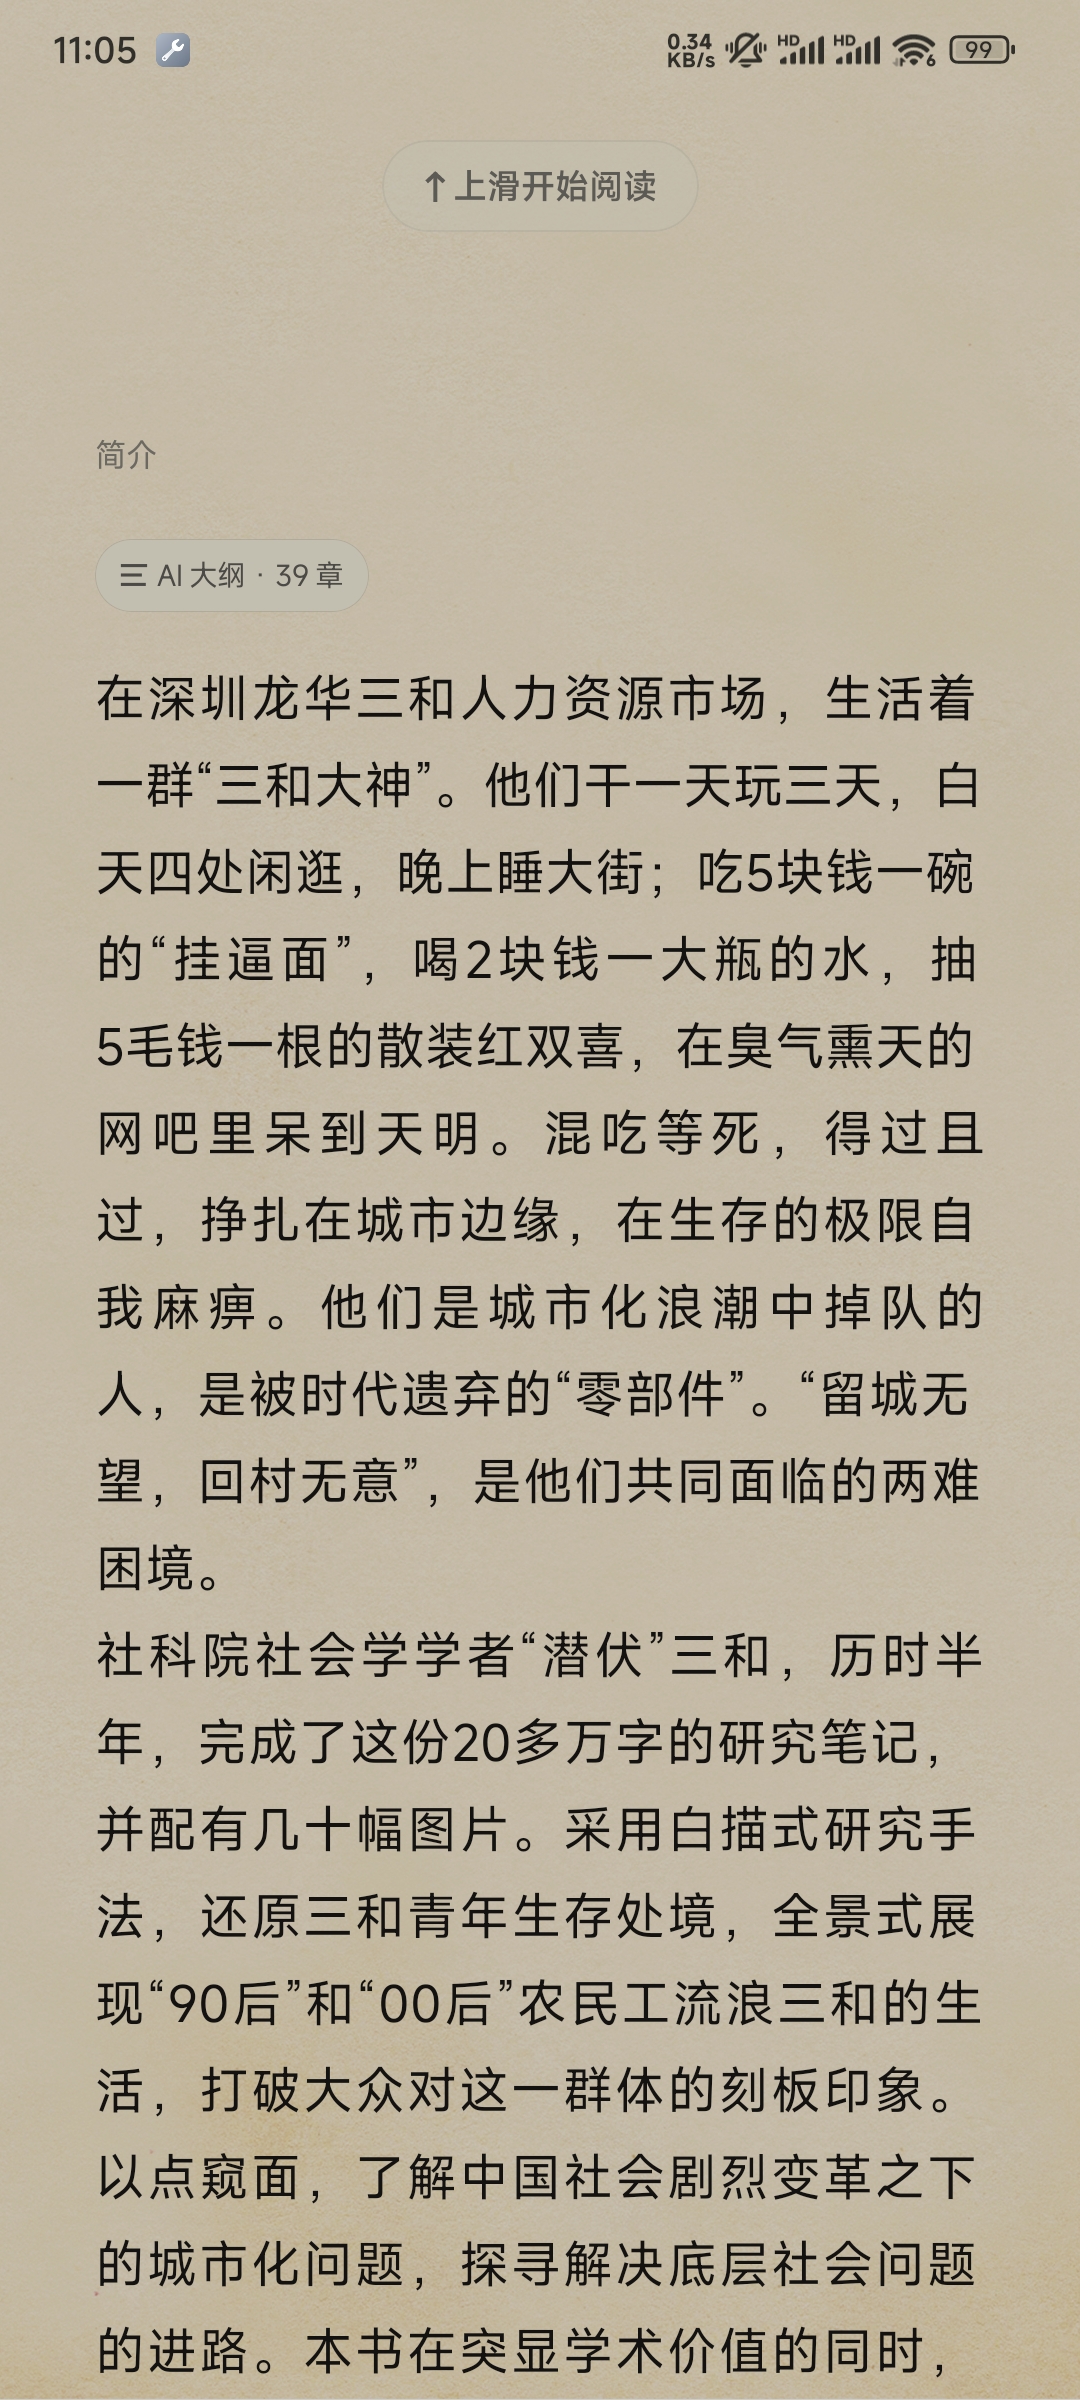 11:05
0.34
KB/s
HD
HD
6
99
↑上滑开始阅读
简介
AI 大纲 · 39 章
在深圳龙华三和人力资源市场，生活着
一群“三和大神”。他们干一天玩三天，白
天四处闲逛，晚上睡大街；吃5块钱一碗
的“挂逼面”，喝2块钱一大瓶的水，抽
5毛钱一根的散装红双喜，在臭气熏天的
网吧里呆到天明。混吃等死，得过且
过，挣扎在城市边缘，在生存的极限自
我麻痹。他们是城市化浪潮中掉队的
人，是被时代遗弃的“零部件”。“留城无
望，回村无意”，是他们共同面临的两难
困境。
社科院社会学学者“潜伏”三和，历时半
年，完成了这份20多万字的研究笔记，
并配有几十幅图片。采用白描式研究手
法，还原三和青年生存处境，全景式展
现“90后”和“00后”农民工流浪三和的生
活，打破大众对这一群体的刻板印象。
以点窥面，了解中国社会剧烈变革之下
的城市化问题，探寻解决底层社会问题
的进路。本书在突显学术价值的同时，